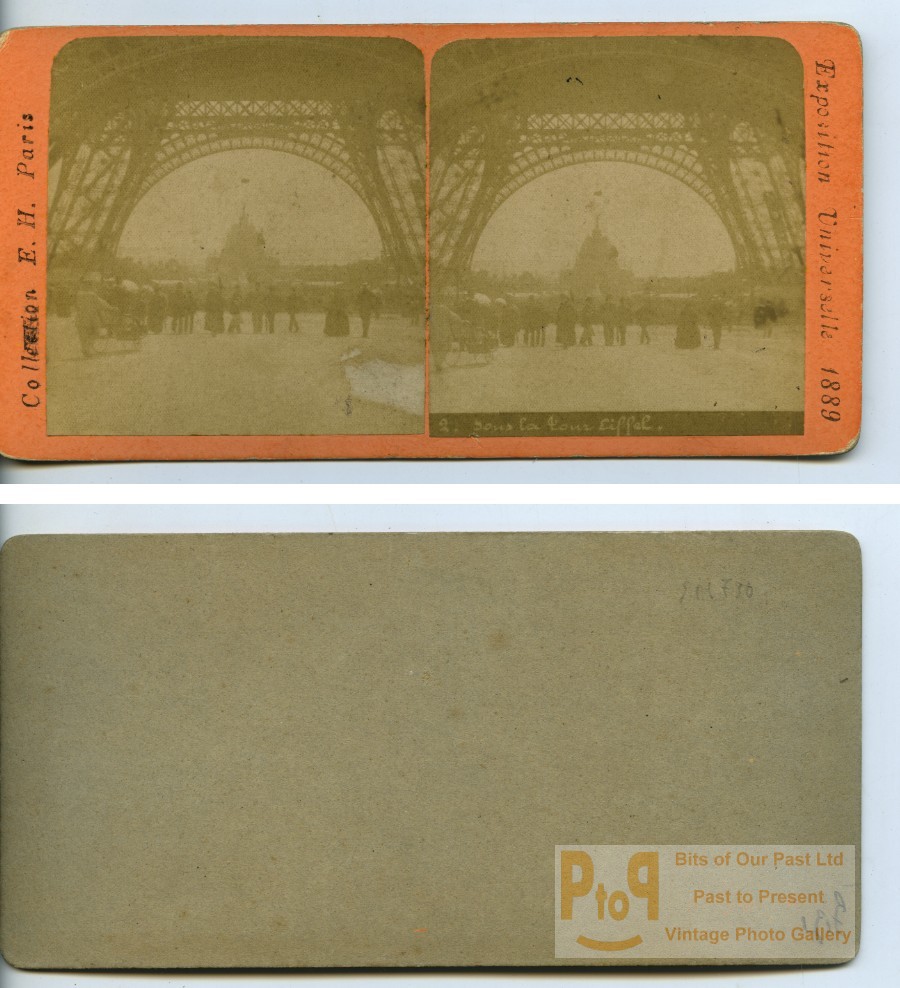 Collection E. H. Paris
Exposition Universelle 1889
2. Sous la Tour Eiffel.
PtoP
Bits of Our Past Ltd
Past to Present
Vintage Photo Gallery